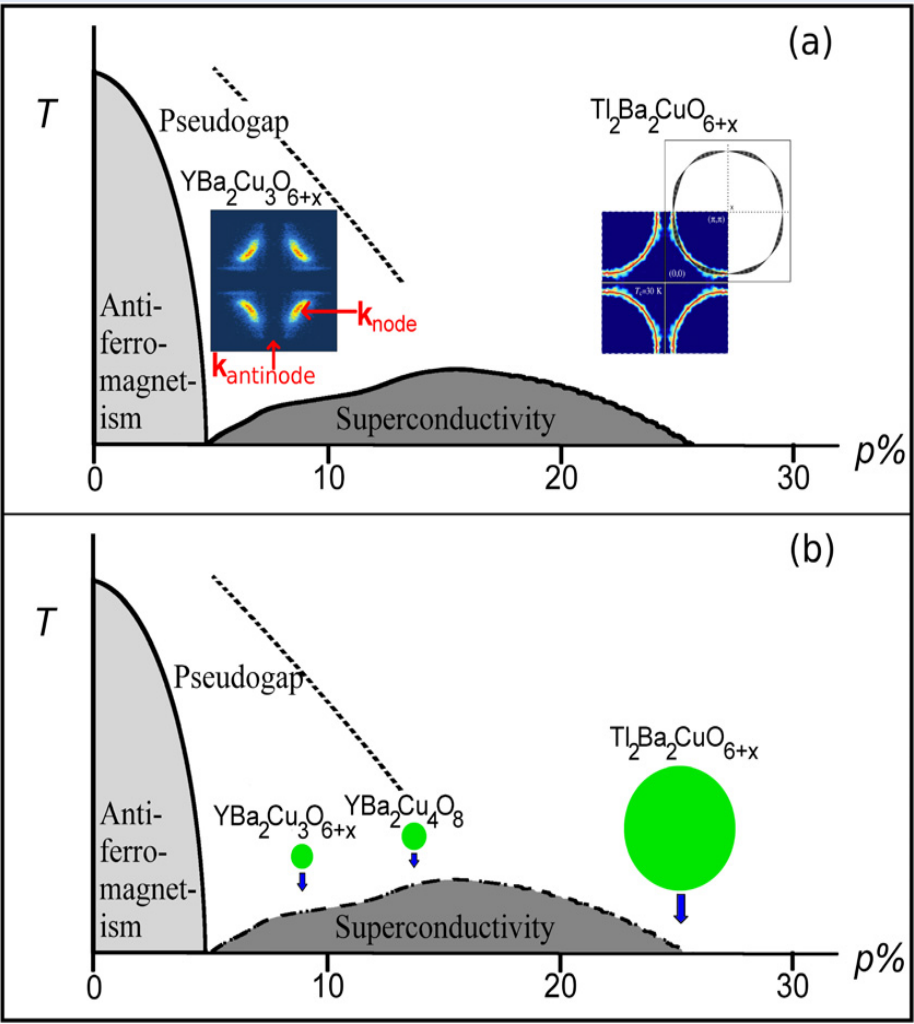 (a)
T
Pseudogap
Tl2Ba2CuO6+x
YBa2Cu3O6+x
x
(π,π)
(0,0)
Tc=30 K
Anti-
ferro-
magnet-
ism
knode
kantinode
Superconductivity
0
10
20
30
p%
(b)
T
Pseudogap
Tl2Ba2CuO6+x
YBa2Cu3O6+x
YBa2Cu4O8
Anti-
ferro-
magnet-
ism
Superconductivity
0
10
20
30
p%